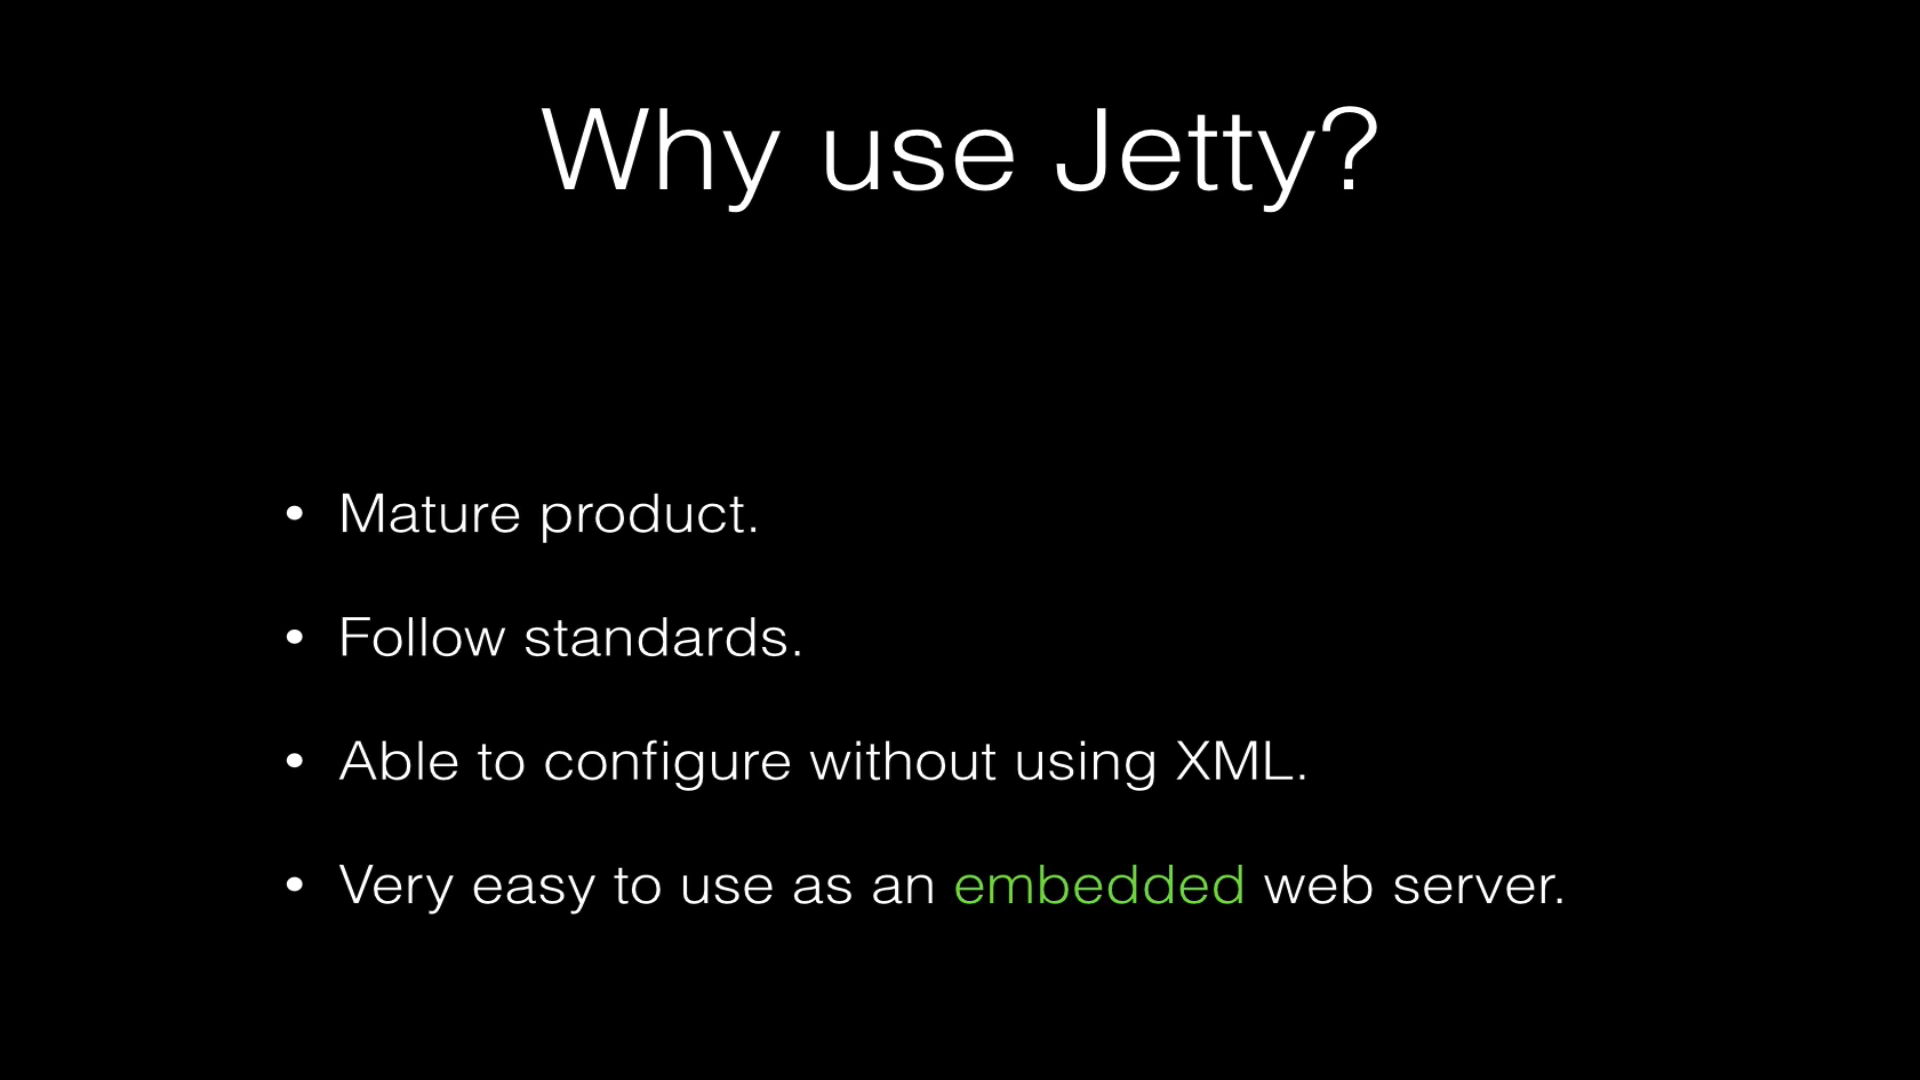 Why use Jetty?
• Mature product.
• Follow standards.
• Able to configure without using XML.
• Very easy to use as an embedded web server.